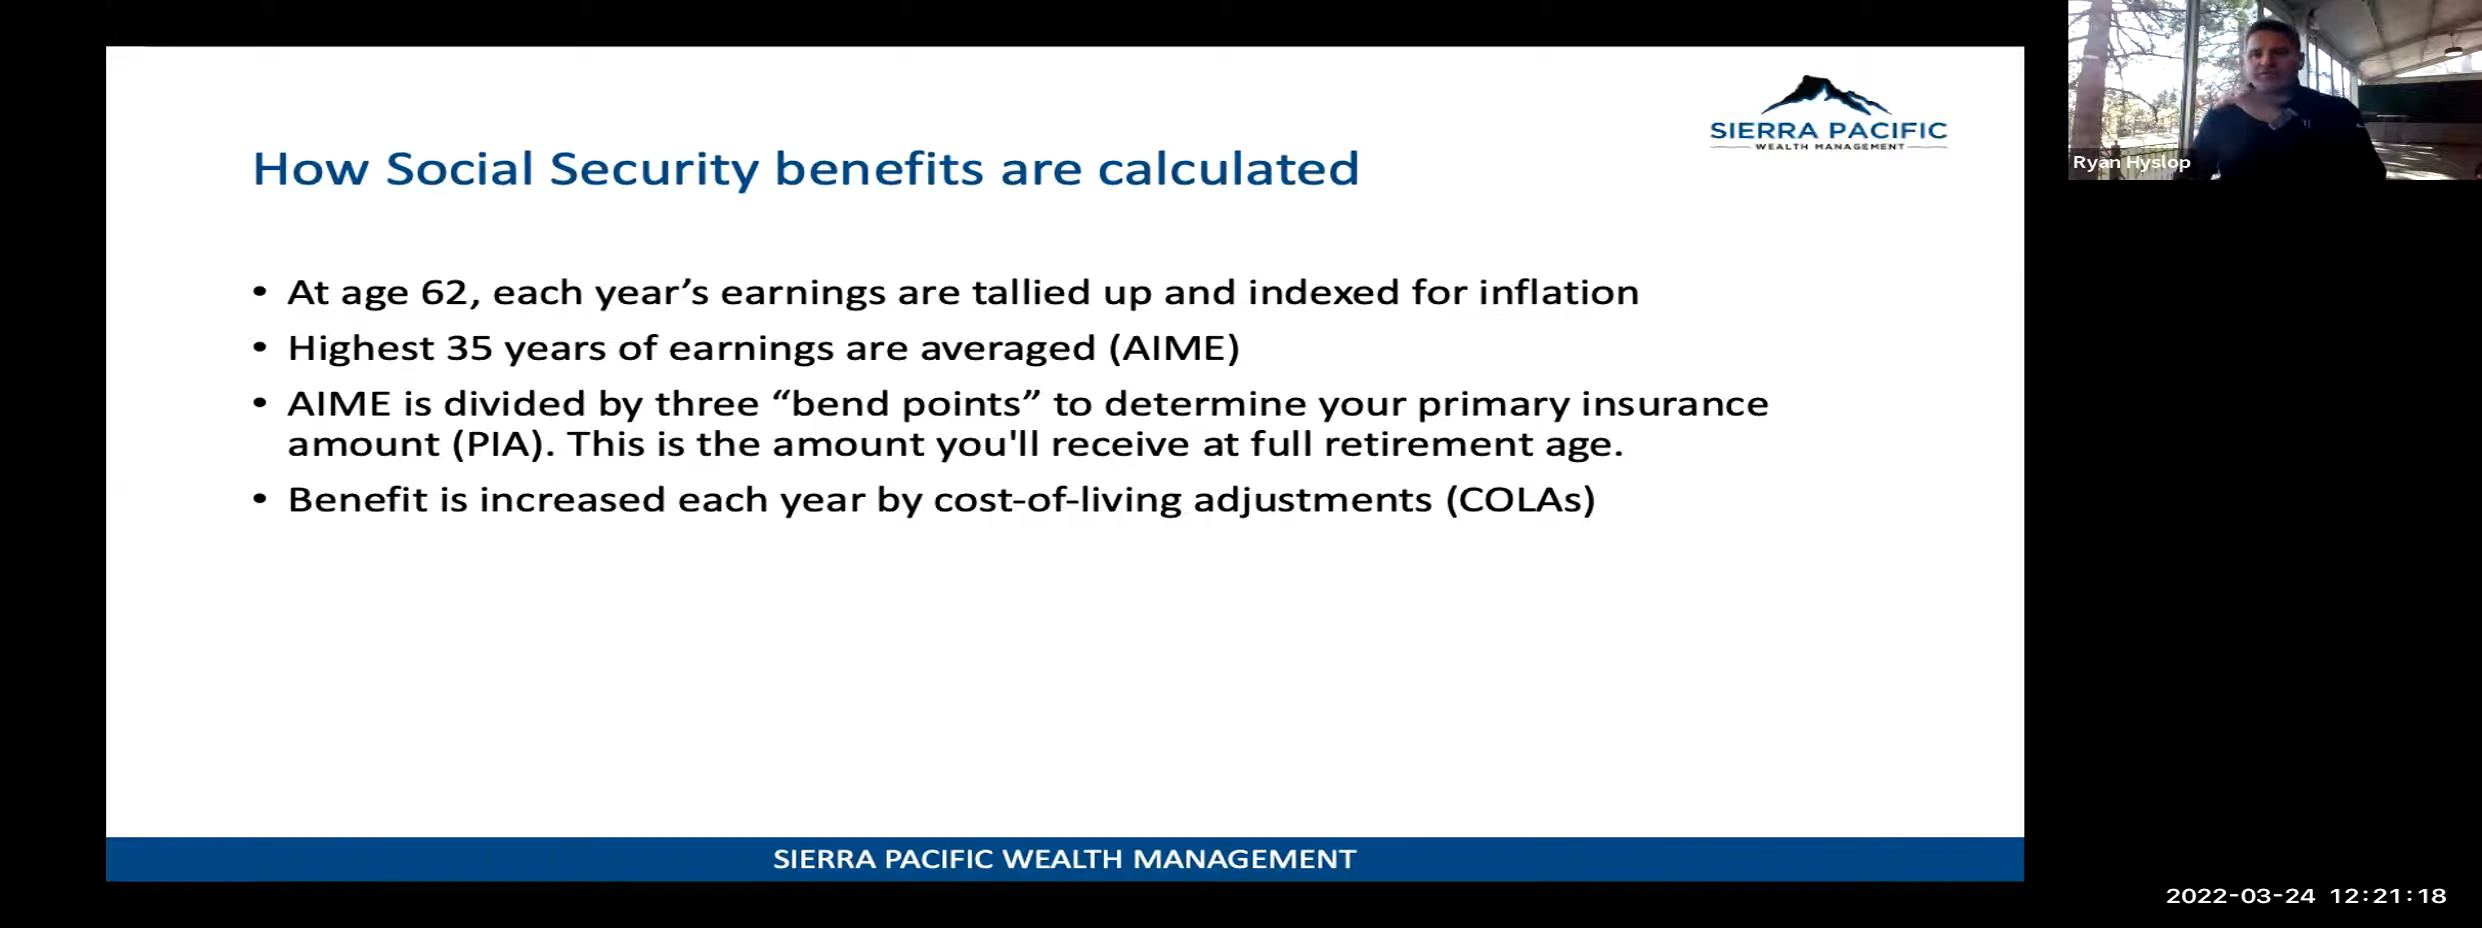 SIERRA PACIFIC
WEALTH MANAGEMENT
How Social Security benefits are calculated
• At age 62, each year’s earnings are tallied up and indexed for inflation
• Highest 35 years of earnings are averaged (AIME)
• AIME is divided by three “bend points” to determine your primary insurance
amount (PIA). This is the amount you'll receive at full retirement age.
• Benefit is increased each year by cost-of-living adjustments (COLAs)
SIERRA PACIFIC WEALTH MANAGEMENT
Ryan Hyslop
2022-03-24 12:21:18